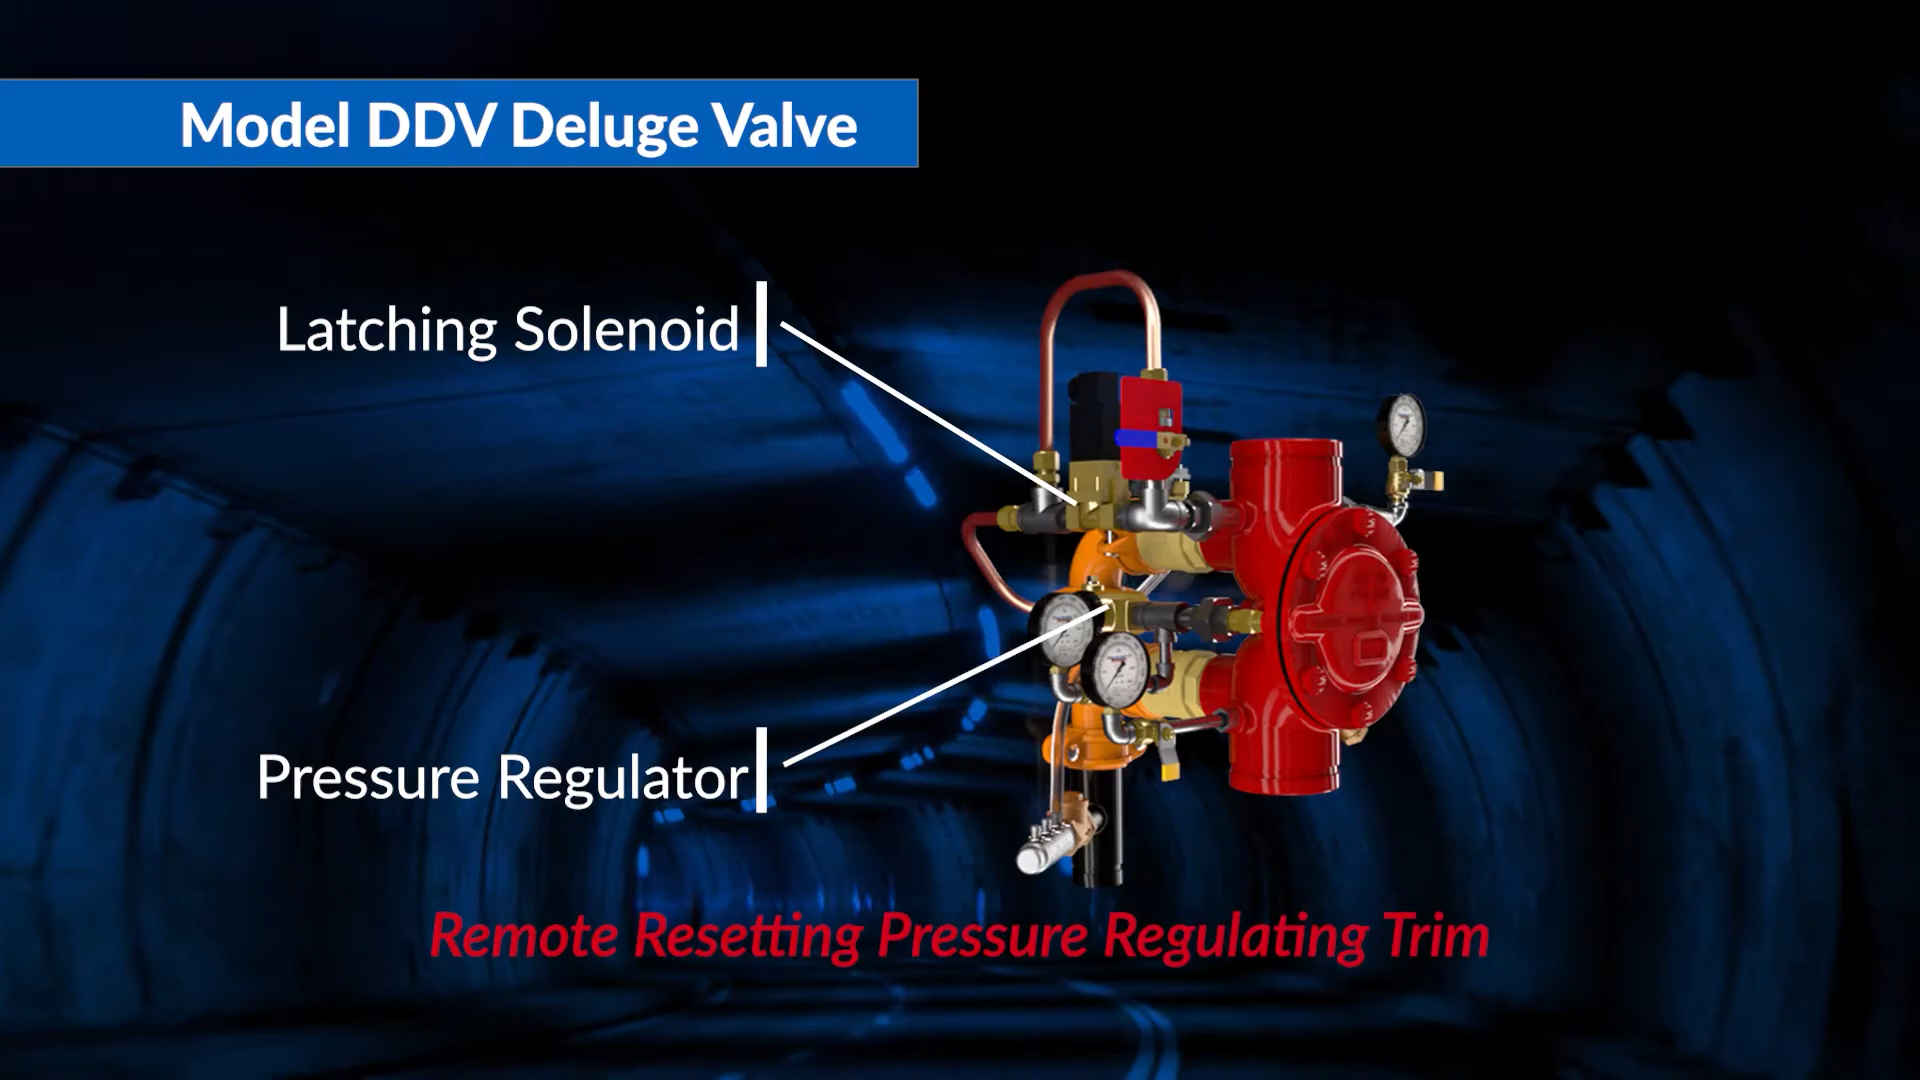 Model DDV Deluge Valve
Latching Solenoid
Pressure Regulator
Remote Resetting Pressure Regulating Trim